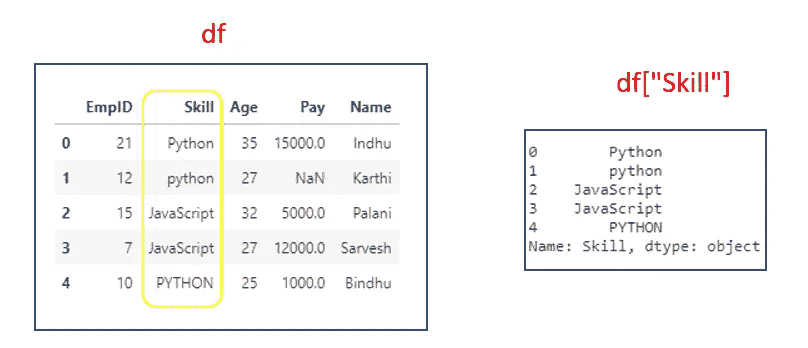 df
EmpID Skill Age Pay Name
0 21 Python 35 15000.0 Indhu
1 12 python 27 NaN Karthi
2 15 JavaScript 32 5000.0 Palani
3 7 JavaScript 27 12000.0 Sarvesh
4 10 PYTHON 25 1000.0 Bindhu
df["Skill"]
0 Python
1 python
2 JavaScript
3 JavaScript
4 PYTHON
Name: Skill, dtype: object